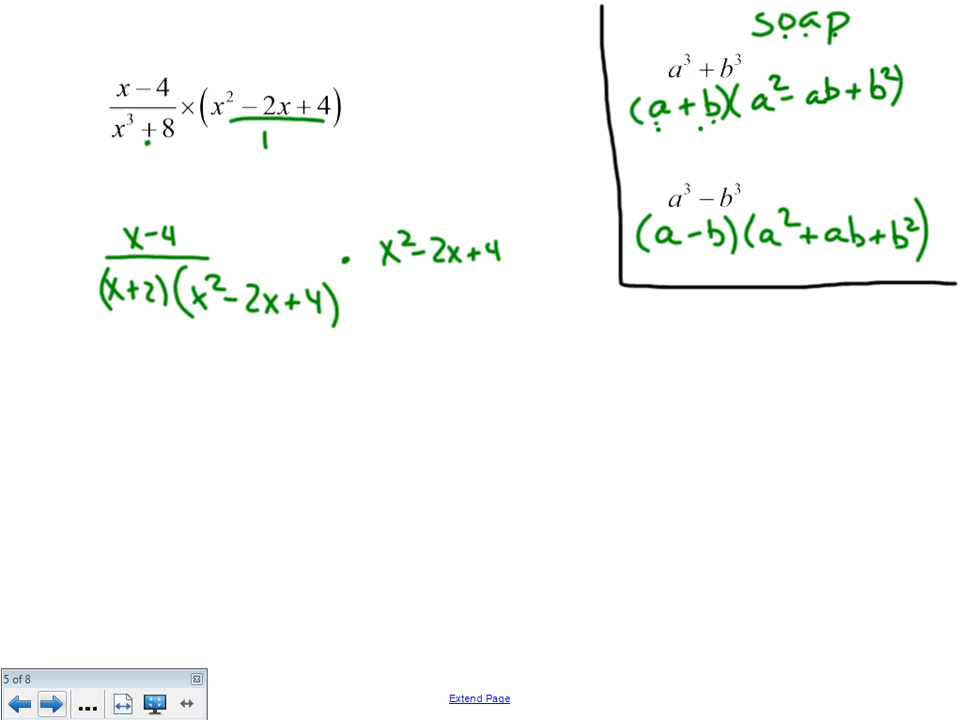 soap
a³ + b³
(a + b)(a² - ab + b²)
a³ − b³
(a - b)(a² + ab + b²)
x − 4
x³ + 8
× (x² − 2x + 4)
1
x-4
(x+2)(x²-2x+4)
· x²-2x+4
5 of 8
...
Extend Page